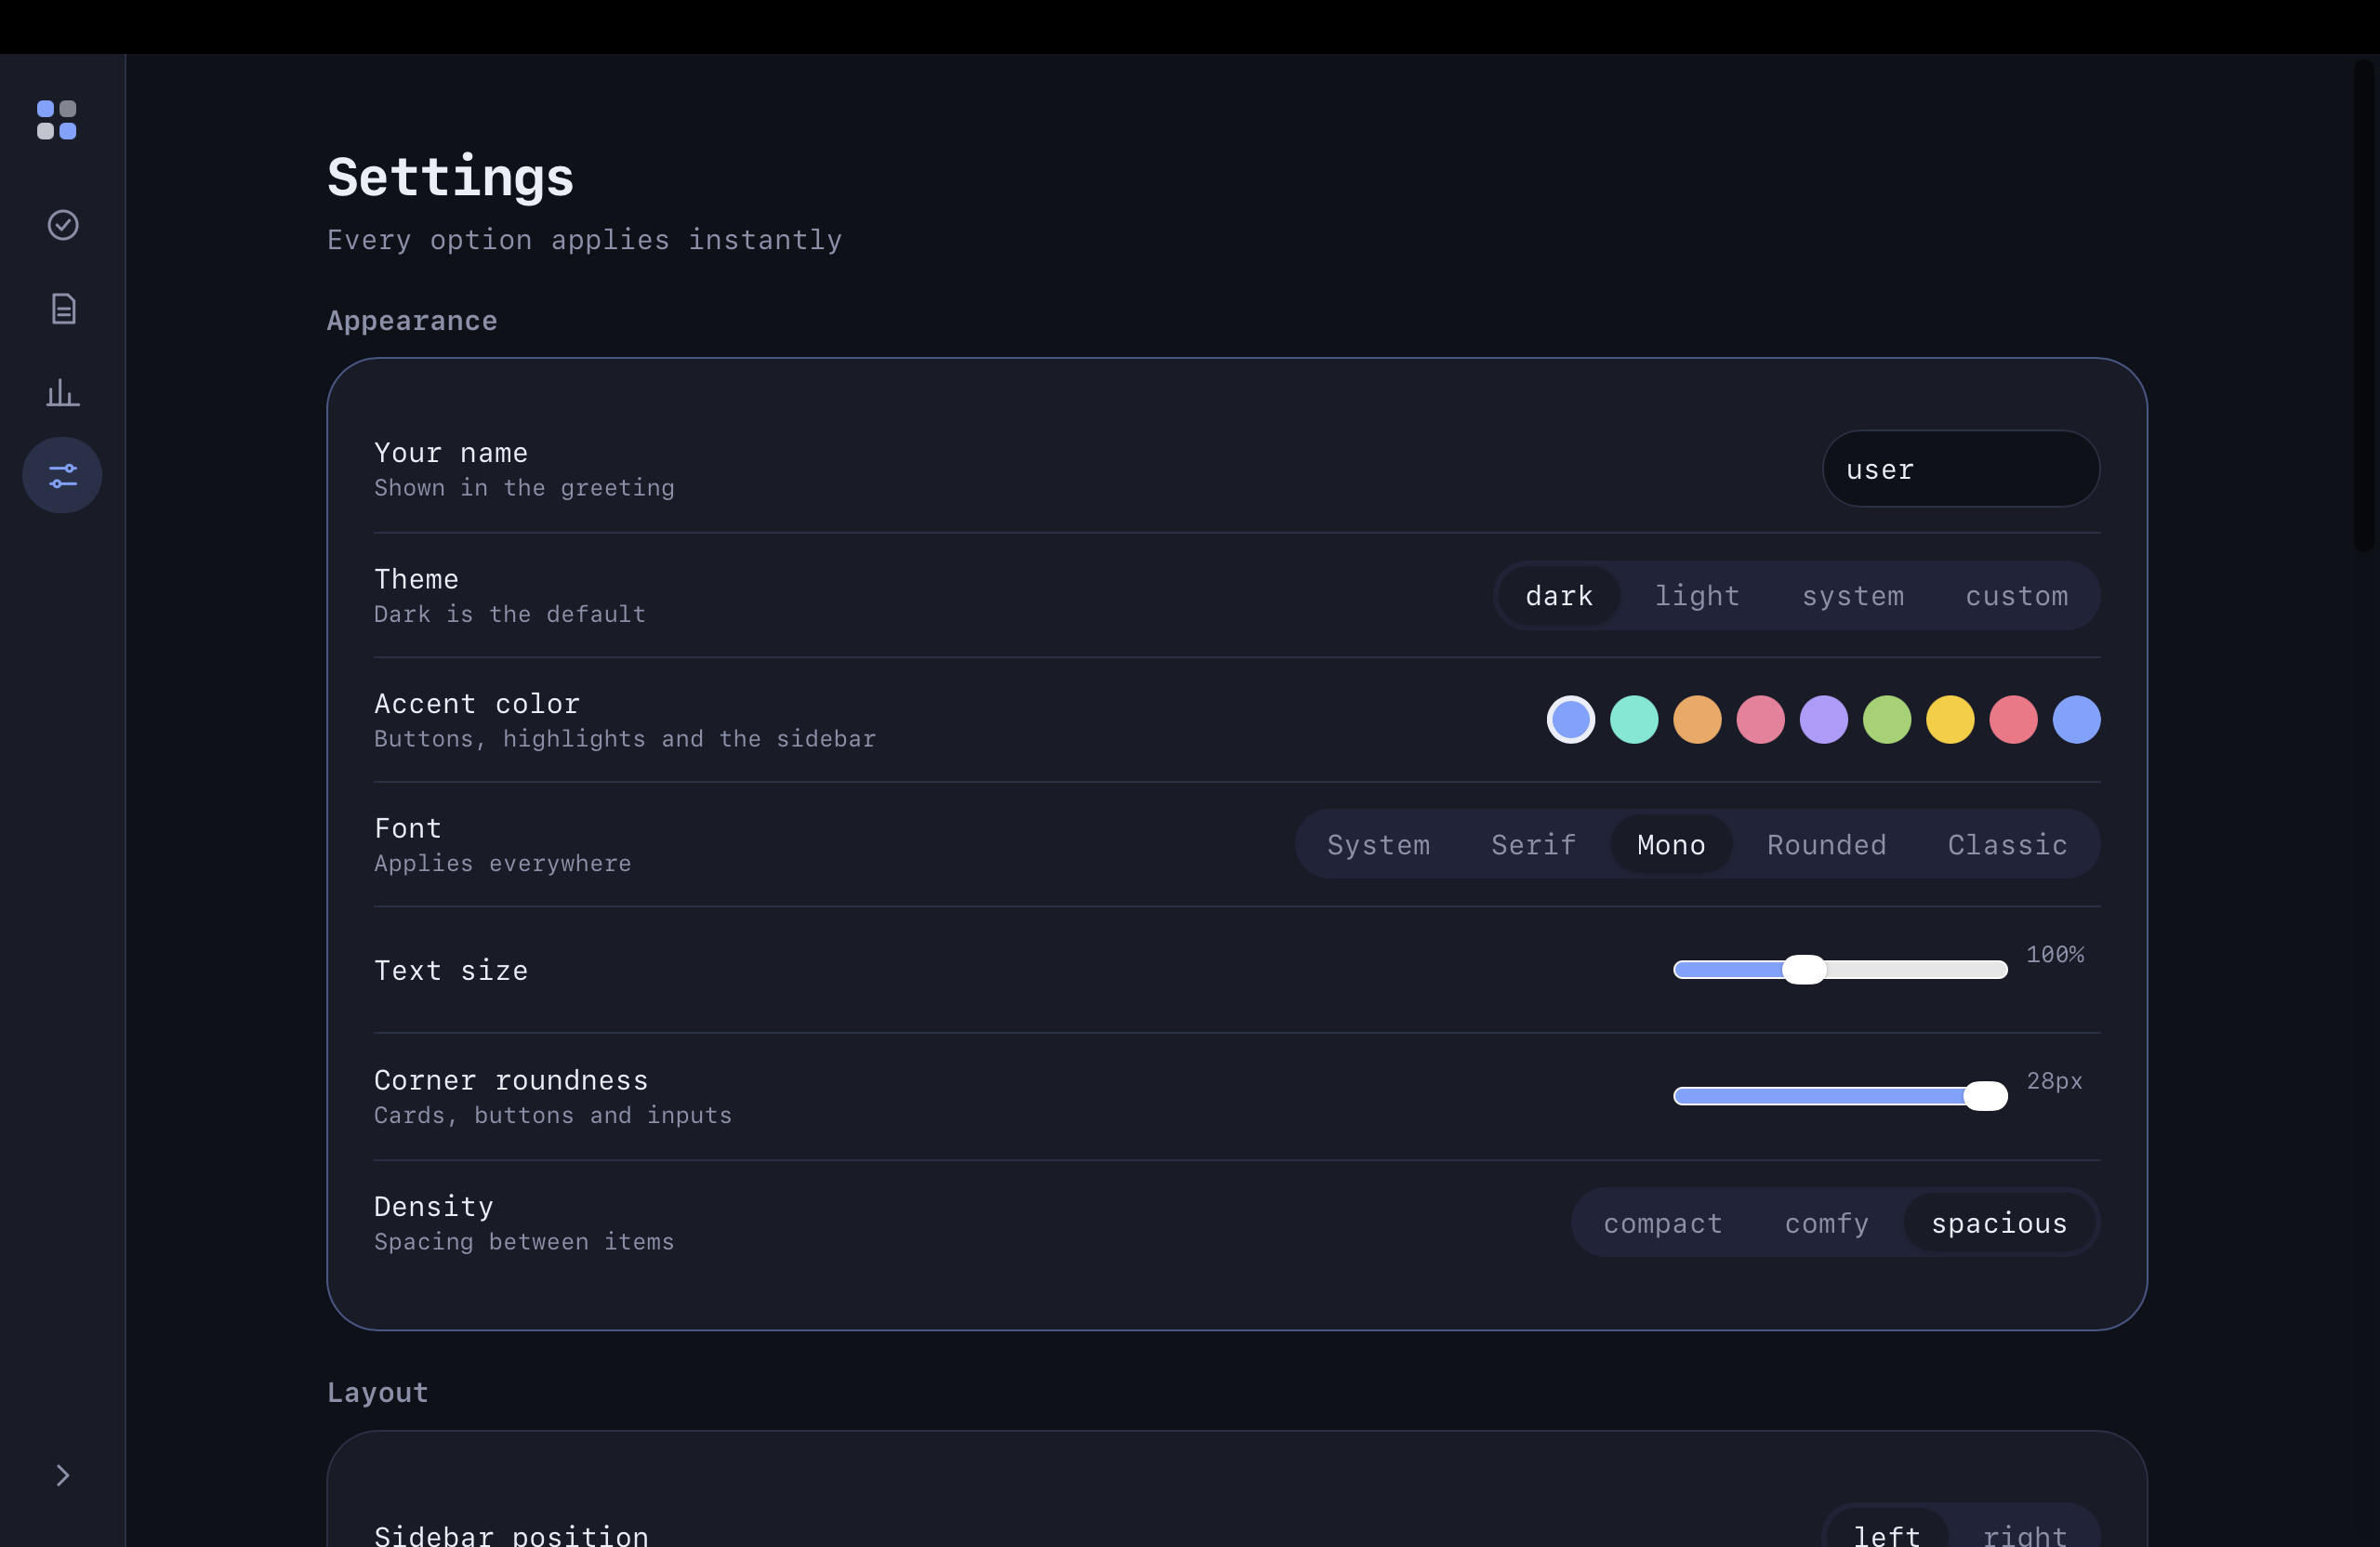 Settings
Every option applies instantly
Appearance
Your name
Shown in the greeting
user
Theme
Dark is the default
dark light system custom
Accent color
Buttons, highlights and the sidebar
Font
Applies everywhere
System Serif Mono Rounded Classic
Text size
100%
Corner roundness
Cards, buttons and inputs
28px
Density
Spacing between items
compact comfy spacious
Layout
Sidebar position
left right